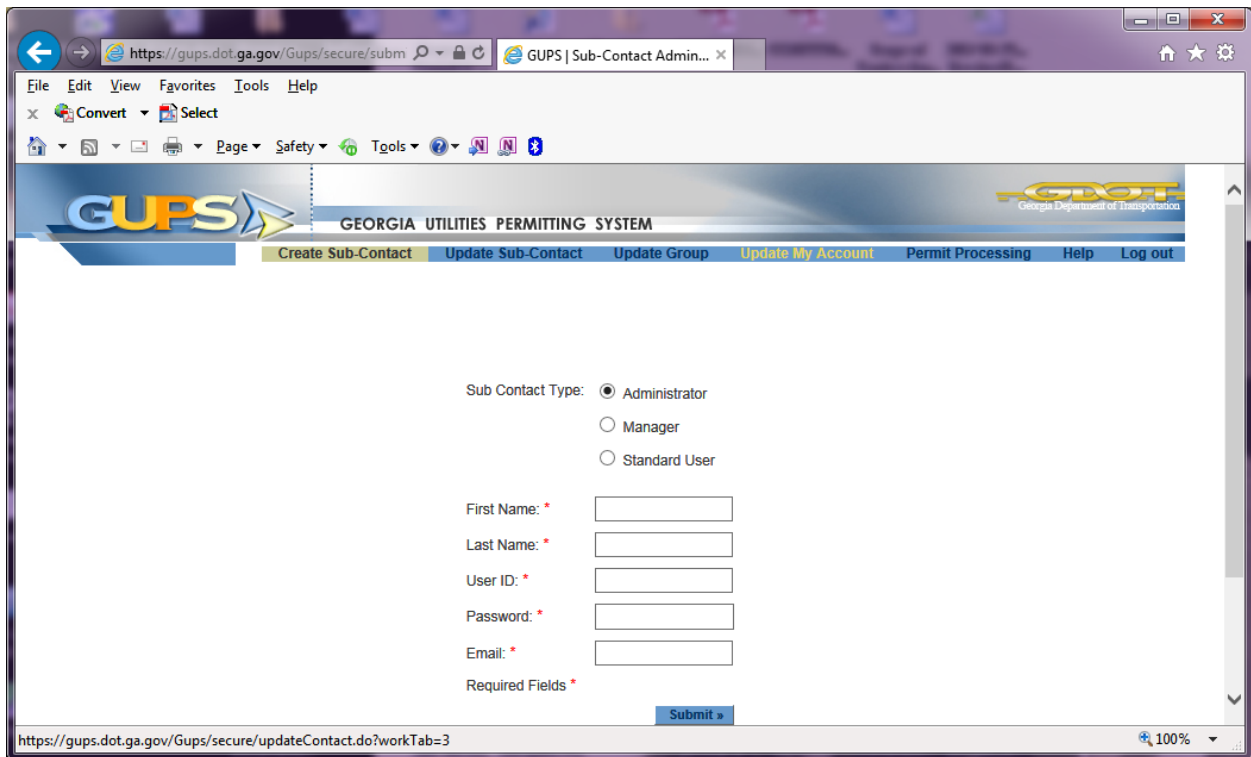 https://gups.dot.ga.gov/Gups/secure/subm
GUPS | Sub-Contact Admin...
File Edit View Favorites Tools Help
x Convert Select
Page Safety Tools
GUPS
GDOT
Georgia Department of Transportation
GEORGIA UTILITIES PERMITTING SYSTEM
Create Sub-Contact Update Sub-Contact Update Group Update My Account Permit Processing Help Log out
Sub Contact Type: Administrator
Manager
Standard User
First Name: *
Last Name: *
User ID: *
Password: *
Email: *
Required Fields *
Submit »
https://gups.dot.ga.gov/Gups/secure/updateContact.do?workTab=3
100%